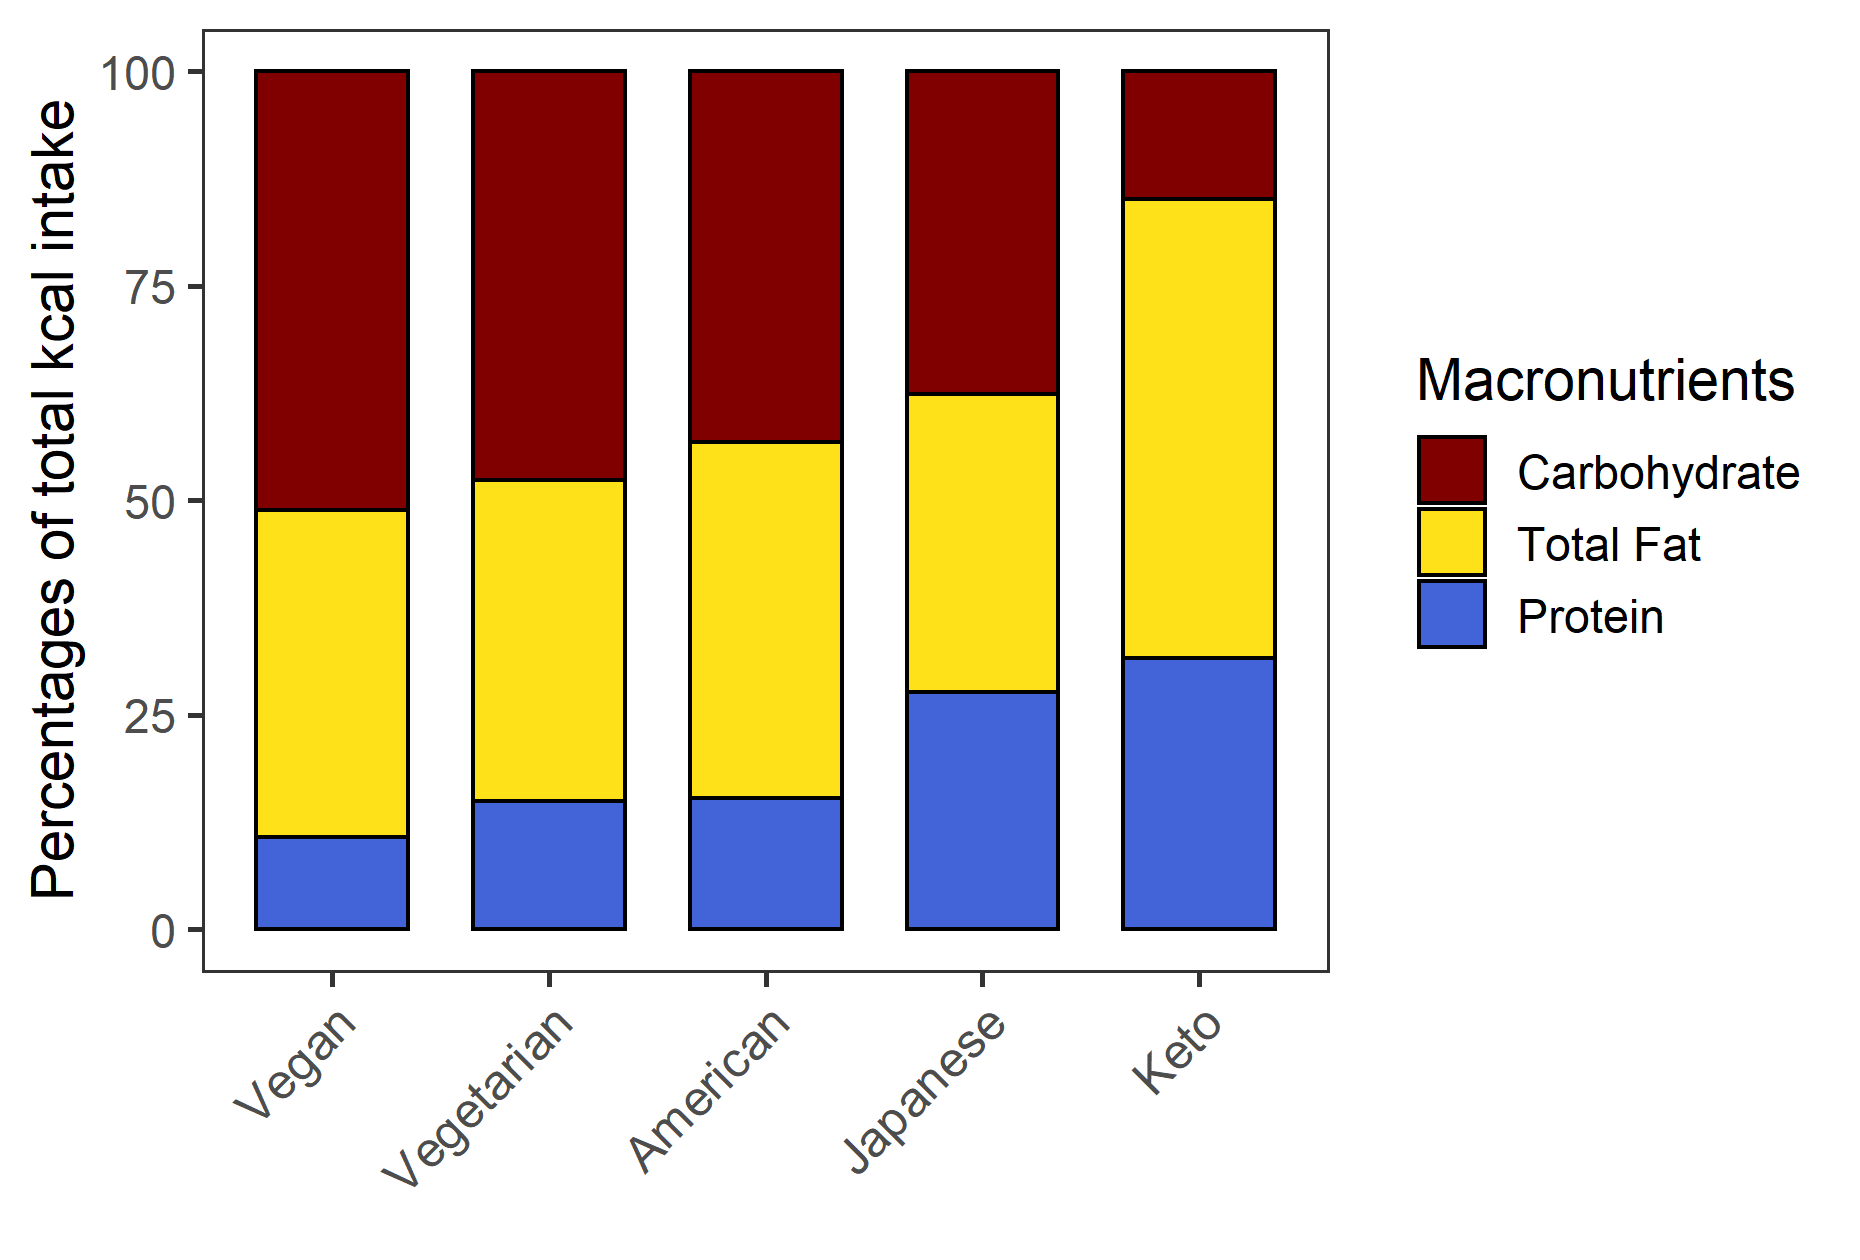 Percentages of total kcal intake
100
75
50
25
0
Vegan
Vegetarian
American
Japanese
Keto
Macronutrients
Carbohydrate
Total Fat
Protein